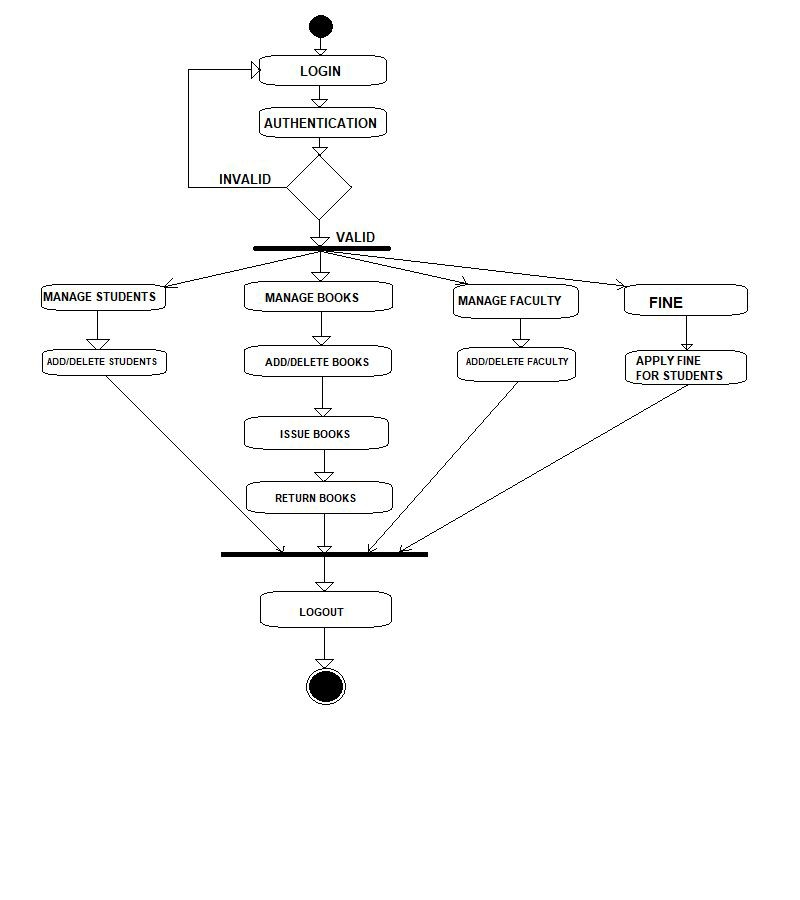 LOGIN
AUTHENTICATION
INVALID
VALID
MANAGE STUDENTS
MANAGE BOOKS
MANAGE FACULTY
FINE
ADD/DELETE STUDENTS
ADD/DELETE BOOKS
ADD/DELETE FACULTY
APPLY FINE
FOR STUDENTS
ISSUE BOOKS
RETURN BOOKS
LOGOUT